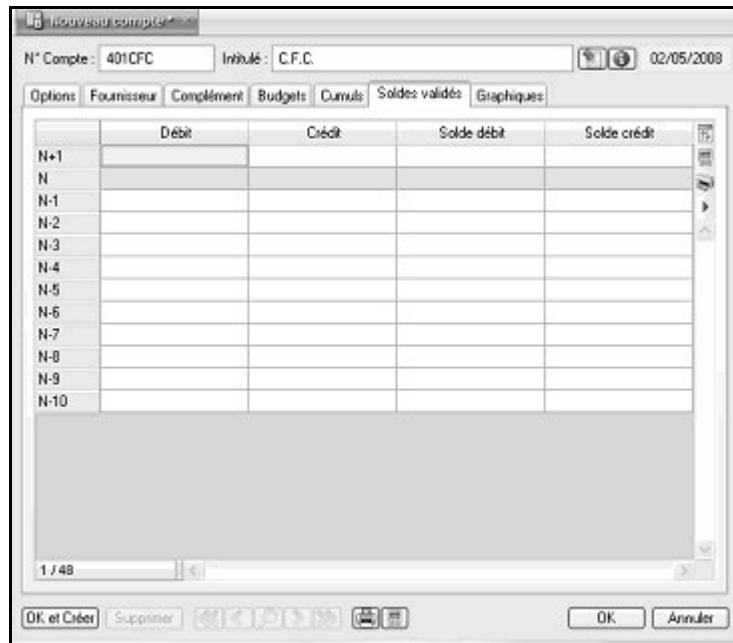 Nouveau compte *
N° Compte : 401CFC Intitulé : C.F.C. 02/05/2008
Options Fournisseur Complément Budgets Cumuls Soldes validés Graphiques
Débit Crédit Solde débit Solde crédit
N+1
N
N-1
N-2
N-3
N-4
N-5
N-6
N-7
N-8
N-9
N-10
1 / 48
OK et Créer Supprimer OK Annuler